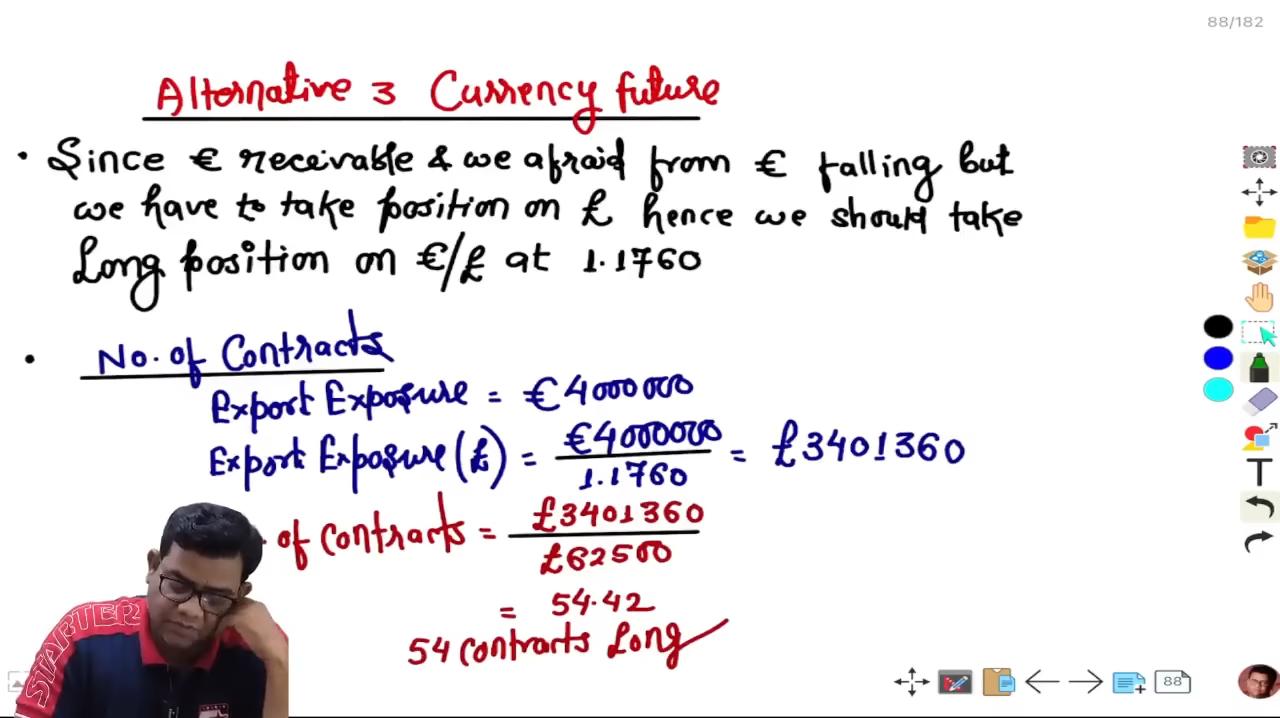 88/182
Alternative 3 Currency future
• Since € receivable & we afraid from € falling but
we have to take position on £ hence we should take
Long position on €/£ at 1.1760
• No. of Contracts
Export Exposure = €4000000
Export Exposure (£) = €4000000 / 1.1760 = £3401360
of contracts = £3401360 / £62500
= 54.42
54 contracts Long
STARTER
T
88